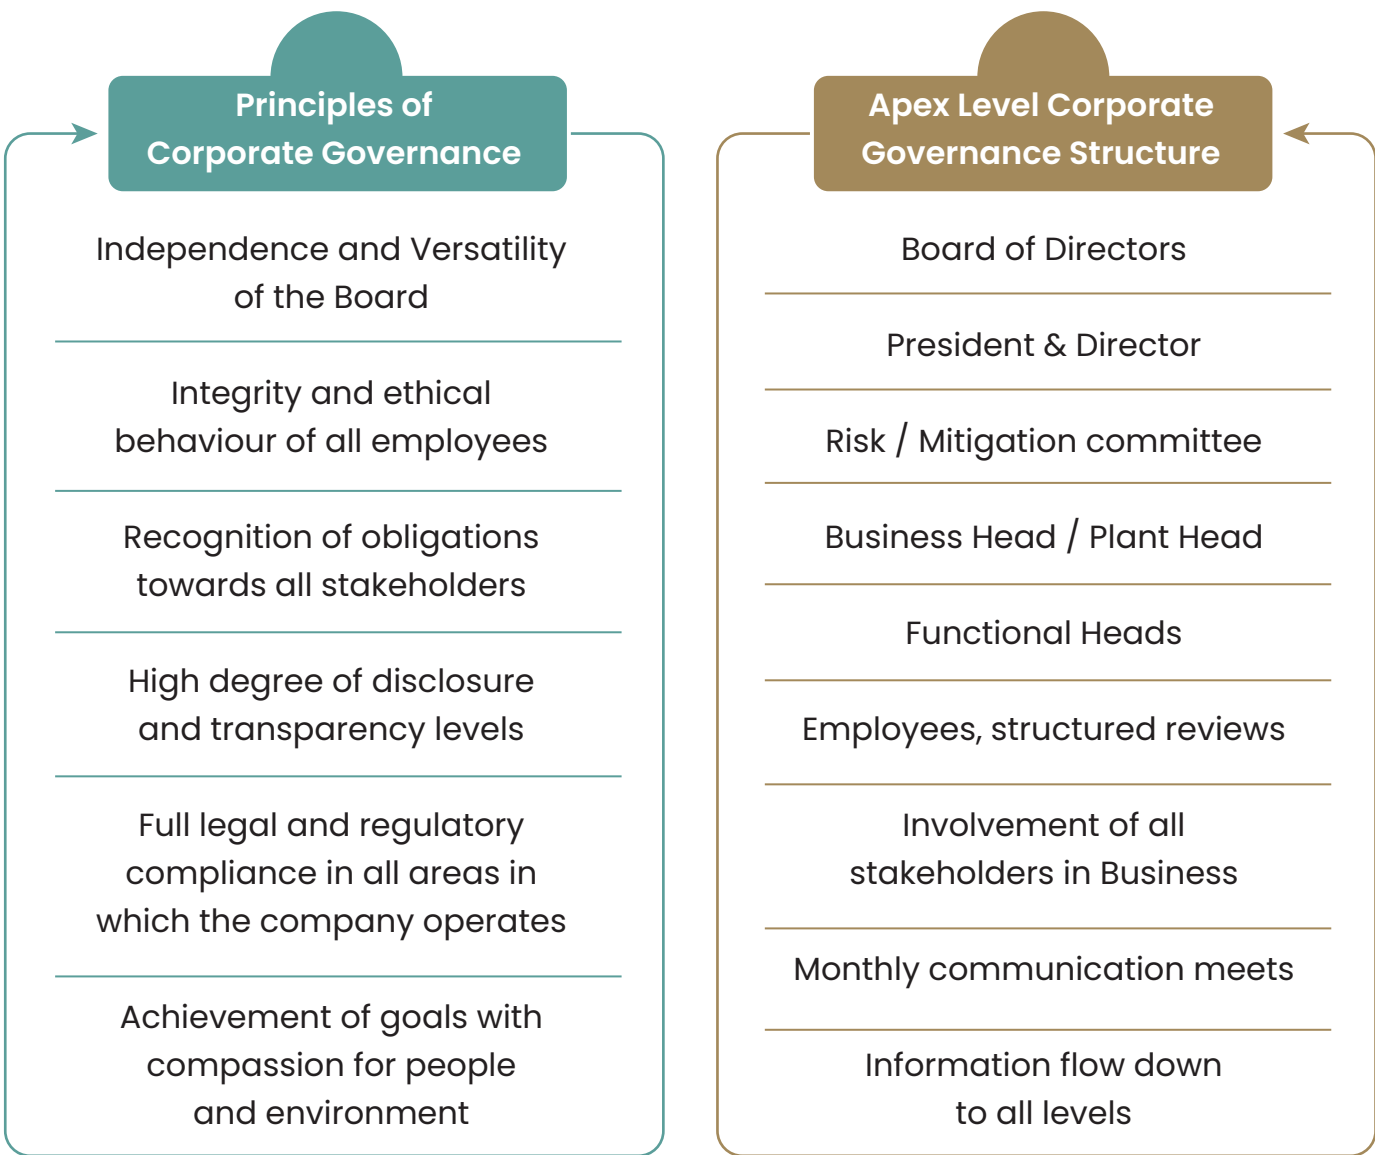 Principles of
Corporate Governance
Independence and Versatility
of the Board
Integrity and ethical
behaviour of all employees
Recognition of obligations
towards all stakeholders
High degree of disclosure
and transparency levels
Full legal and regulatory
compliance in all areas in
which the company operates
Achievement of goals with
compassion for people
and environment
Apex Level Corporate
Governance Structure
Board of Directors
President & Director
Risk / Mitigation committee
Business Head / Plant Head
Functional Heads
Employees, structured reviews
Involvement of all
stakeholders in Business
Monthly communication meets
Information flow down
to all levels